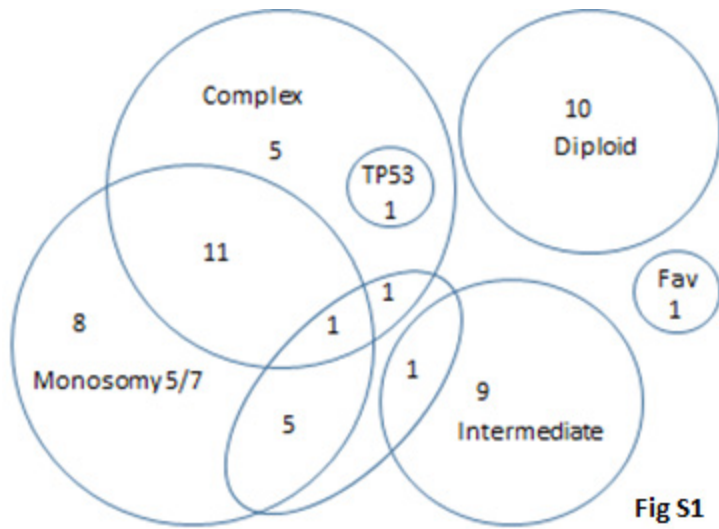 Complex
5
TP53
1
10
Diploid
11
Fav
1
8
Monosomy 5/7
1
1
1
5
9
Intermediate
Fig S1